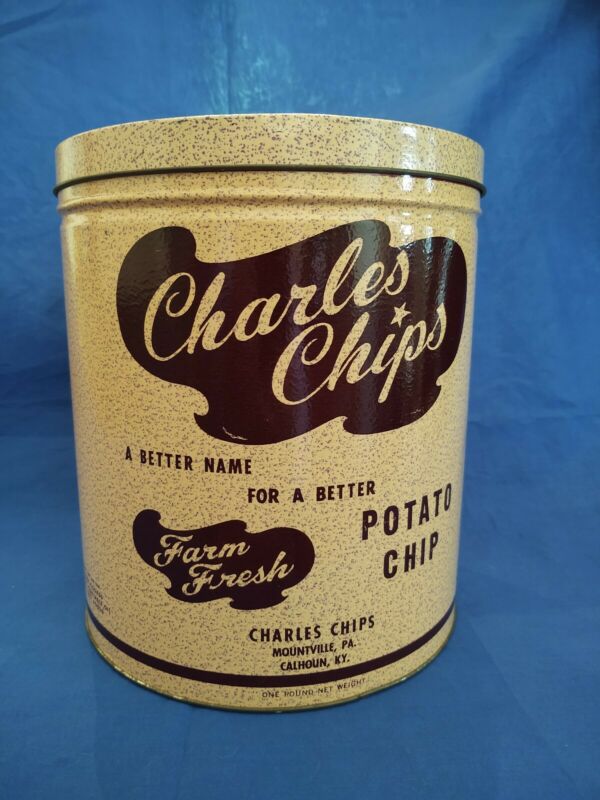 Charles
Chips
A BETTER NAME
FOR A BETTER
POTATO
CHIP
Farm
Fresh
CHARLES CHIPS
MOUNTVILLE, PA.
CALHOUN, KY.
ONE POUND NET WEIGHT